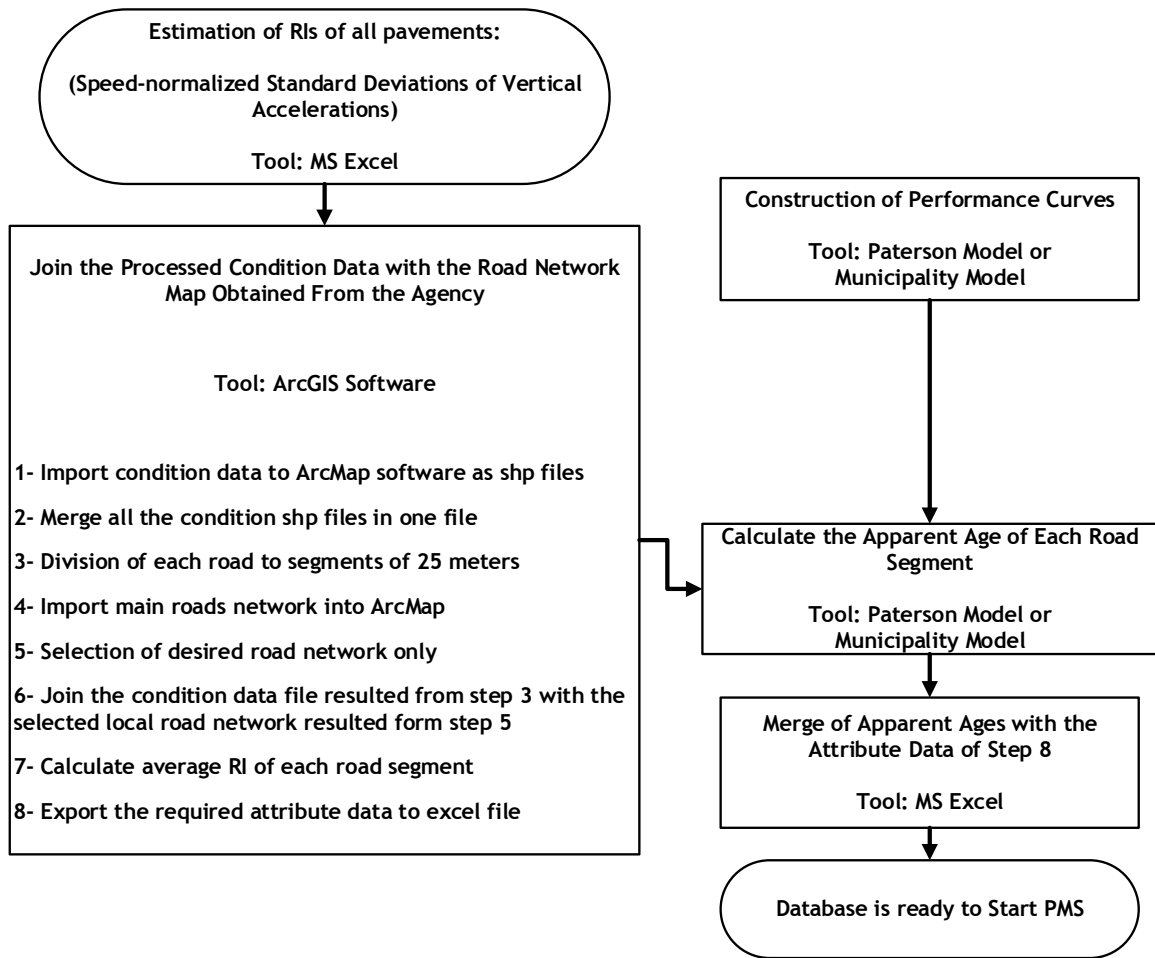 Estimation of RIs of all pavements:
(Speed-normalized Standard Deviations of Vertical
Accelerations)
Tool: MS Excel
Join the Processed Condition Data with the Road Network
Map Obtained From the Agency
Tool: ArcGIS Software
1- Import condition data to ArcMap software as shp files
2- Merge all the condition shp files in one file
3- Division of each road to segments of 25 meters
4- Import main roads network into ArcMap
5- Selection of desired road network only
6- Join the condition data file resulted from step 3 with the
selected local road network resulted form step 5
7- Calculate average RI of each road segment
8- Export the required attribute data to excel file
Construction of Performance Curves
Tool: Paterson Model or
Municipality Model
Calculate the Apparent Age of Each Road
Segment
Tool: Paterson Model or
Municipality Model
Merge of Apparent Ages with the
Attribute Data of Step 8
Tool: MS Excel
Database is ready to Start PMS